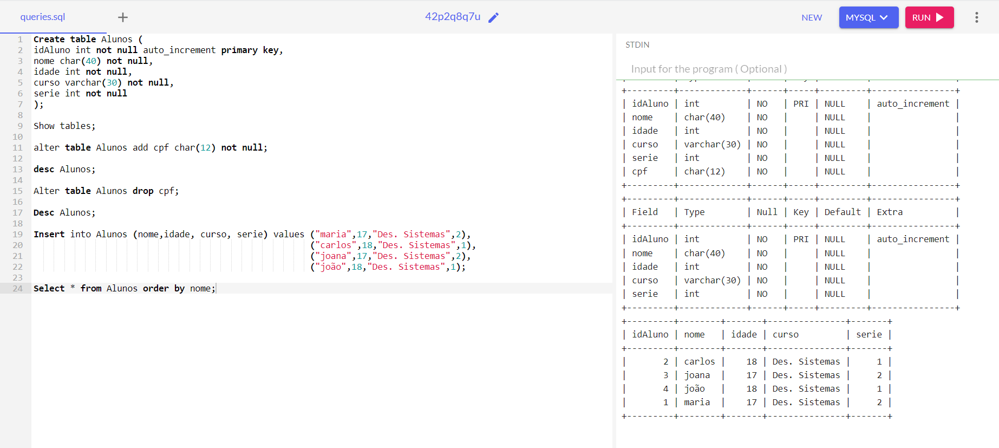 queries.sql
42p2q8q7u
NEW
MYSQL
RUN
1 Create table Alunos (
2 idAluno int not null auto_increment primary key,
3 nome char(40) not null,
4 idade int not null,
5 curso varchar(30) not null,
6 serie int not null
7 );
8
9 Show tables;
10
11 alter table Alunos add cpf char(12) not null;
12
13 desc Alunos;
14
15 Alter table Alunos drop cpf;
16
17 Desc Alunos;
18
19 Insert into Alunos (nome,idade, curso, serie) values ("maria",17,"Des. Sistemas",2),
20 ("carlos",18,"Des. Sistemas",1),
21 ("joana",17,"Des. Sistemas",2),
22 ("joão",18,"Des. Sistemas",1);
23
24 Select * from Alunos order by nome;
STDIN
Input for the program ( Optional )
+---------+-------------+------+-----+---------+----------------+
| idAluno | int         | NO   | PRI | NULL    | auto_increment |
| nome    | char(40)    | NO   |     | NULL    |                |
| idade   | int         | NO   |     | NULL    |                |
| curso   | varchar(30) | NO   |     | NULL    |                |
| serie   | int         | NO   |     | NULL    |                |
| cpf     | char(12)    | NO   |     | NULL    |                |
+---------+-------------+------+-----+---------+----------------+
+---------+-------------+------+-----+---------+----------------+
| Field   | Type        | Null | Key | Default | Extra          |
+---------+-------------+------+-----+---------+----------------+
| idAluno | int         | NO   | PRI | NULL    | auto_increment |
| nome    | char(40)    | NO   |     | NULL    |                |
| idade   | int         | NO   |     | NULL    |                |
| curso   | varchar(30) | NO   |     | NULL    |                |
| serie   | int         | NO   |     | NULL    |                |
+---------+-------------+------+-----+---------+----------------+
+---------+--------+-------+---------------+-------+
| idAluno | nome   | idade | curso         | serie |
+---------+--------+-------+---------------+-------+
|       2 | carlos |    18 | Des. Sistemas |     1 |
|       3 | joana  |    17 | Des. Sistemas |     2 |
|       4 | joão   |    18 | Des. Sistemas |     1 |
|       1 | maria  |    17 | Des. Sistemas |     2 |
+---------+--------+-------+---------------+-------+